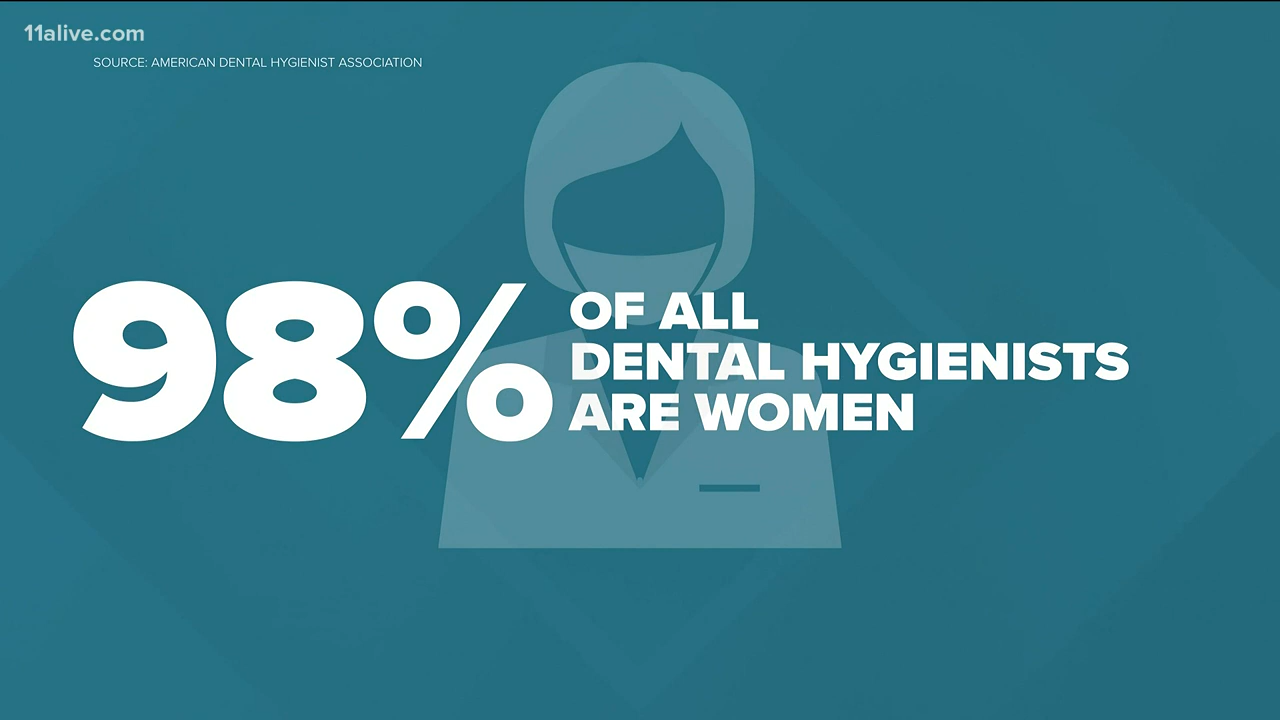 11alive.com
SOURCE: AMERICAN DENTAL HYGIENIST ASSOCIATION
98%
OF ALL
DENTAL HYGIENISTS
ARE WOMEN